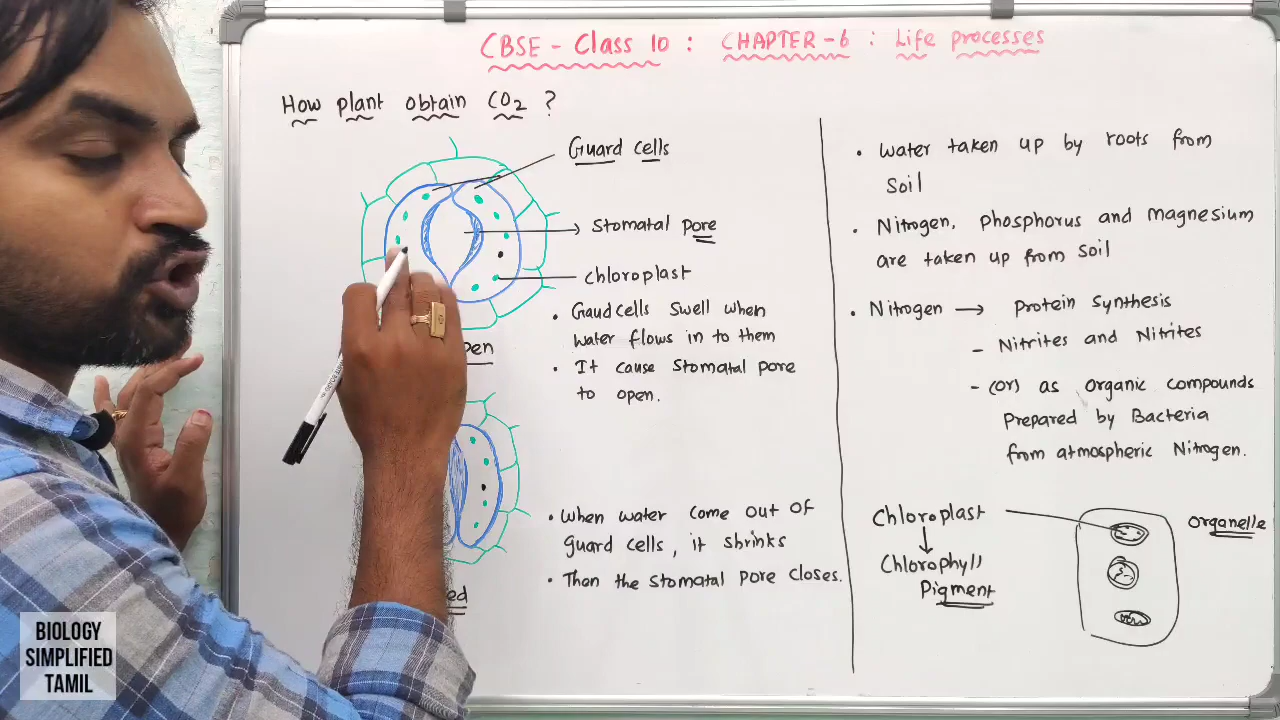 CBSE - Class 10 : CHAPTER - 6 : Life processes
How plant obtain CO2 ?
Guard cells
Stomatal pore
chloroplast
• Gaudcells swell when
water flows in to them
• It cause stomatal pore
to open.
• When water come out of
guard cells, it shrinks
• Then the stomatal pore closes.
• Water taken up by roots from
Soil
• Nitrogen, phosphorus and magnesium
are taken up from soil
• Nitrogen → Protein synthesis
- Nitrites and Nitrites
- (or) as organic compounds
prepared by Bacteria
from atmospheric Nitrogen.
Chloroplast
↓
Chlorophyll
Pigment
Organelle
BIOLOGY
SIMPLIFIED
TAMIL